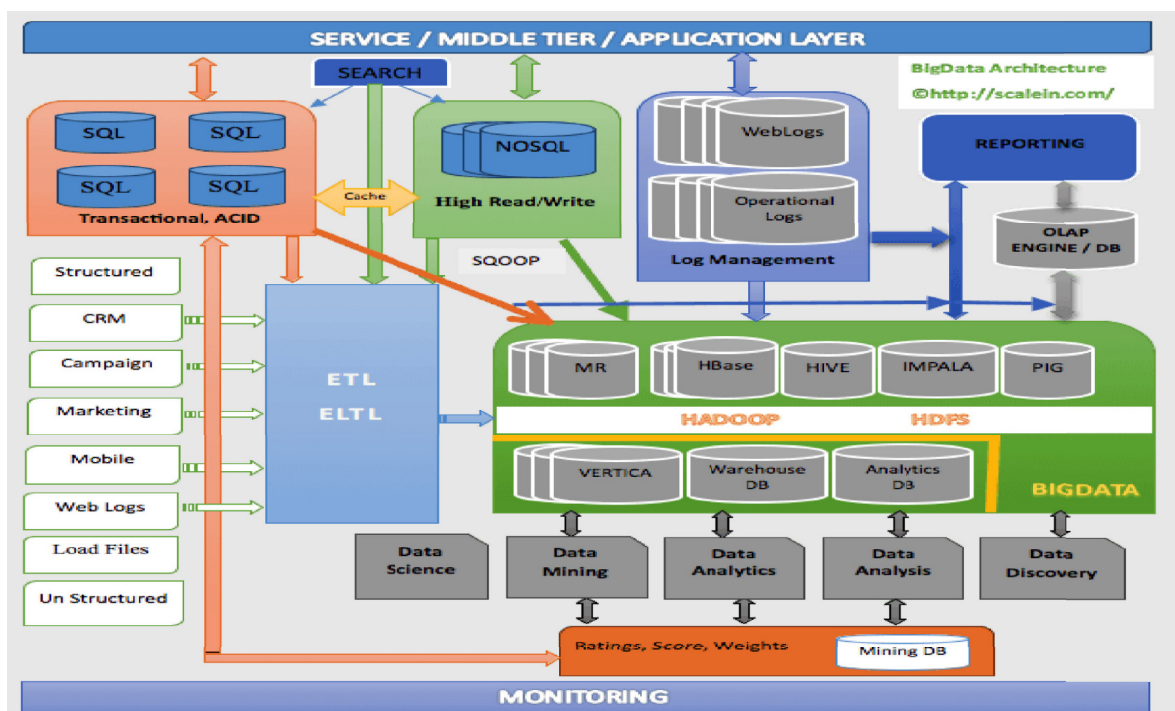 SERVICE / MIDDLE TIER / APPLICATION LAYER
SEARCH
BigData Architecture
©http://scalein.com/
SQL
SQL
SQL
SQL
Transactional, ACID
Cache
NOSQL
High Read/Write
WebLogs
Operational
Logs
Log Management
REPORTING
OLAP
ENGINE / DB
SQOOP
Structured
CRM
Campaign
Marketing
Mobile
Web Logs
Load Files
Un Structured
ETL
ELTL
MR
HBase
HIVE
IMPALA
PIG
HADOOP HDFS
VERTICA
Warehouse
DB
Analytics
DB
BIGDATA
Data
Science
Data
Mining
Data
Analytics
Data
Analysis
Data
Discovery
Ratings, Score, Weights
Mining DB
MONITORING